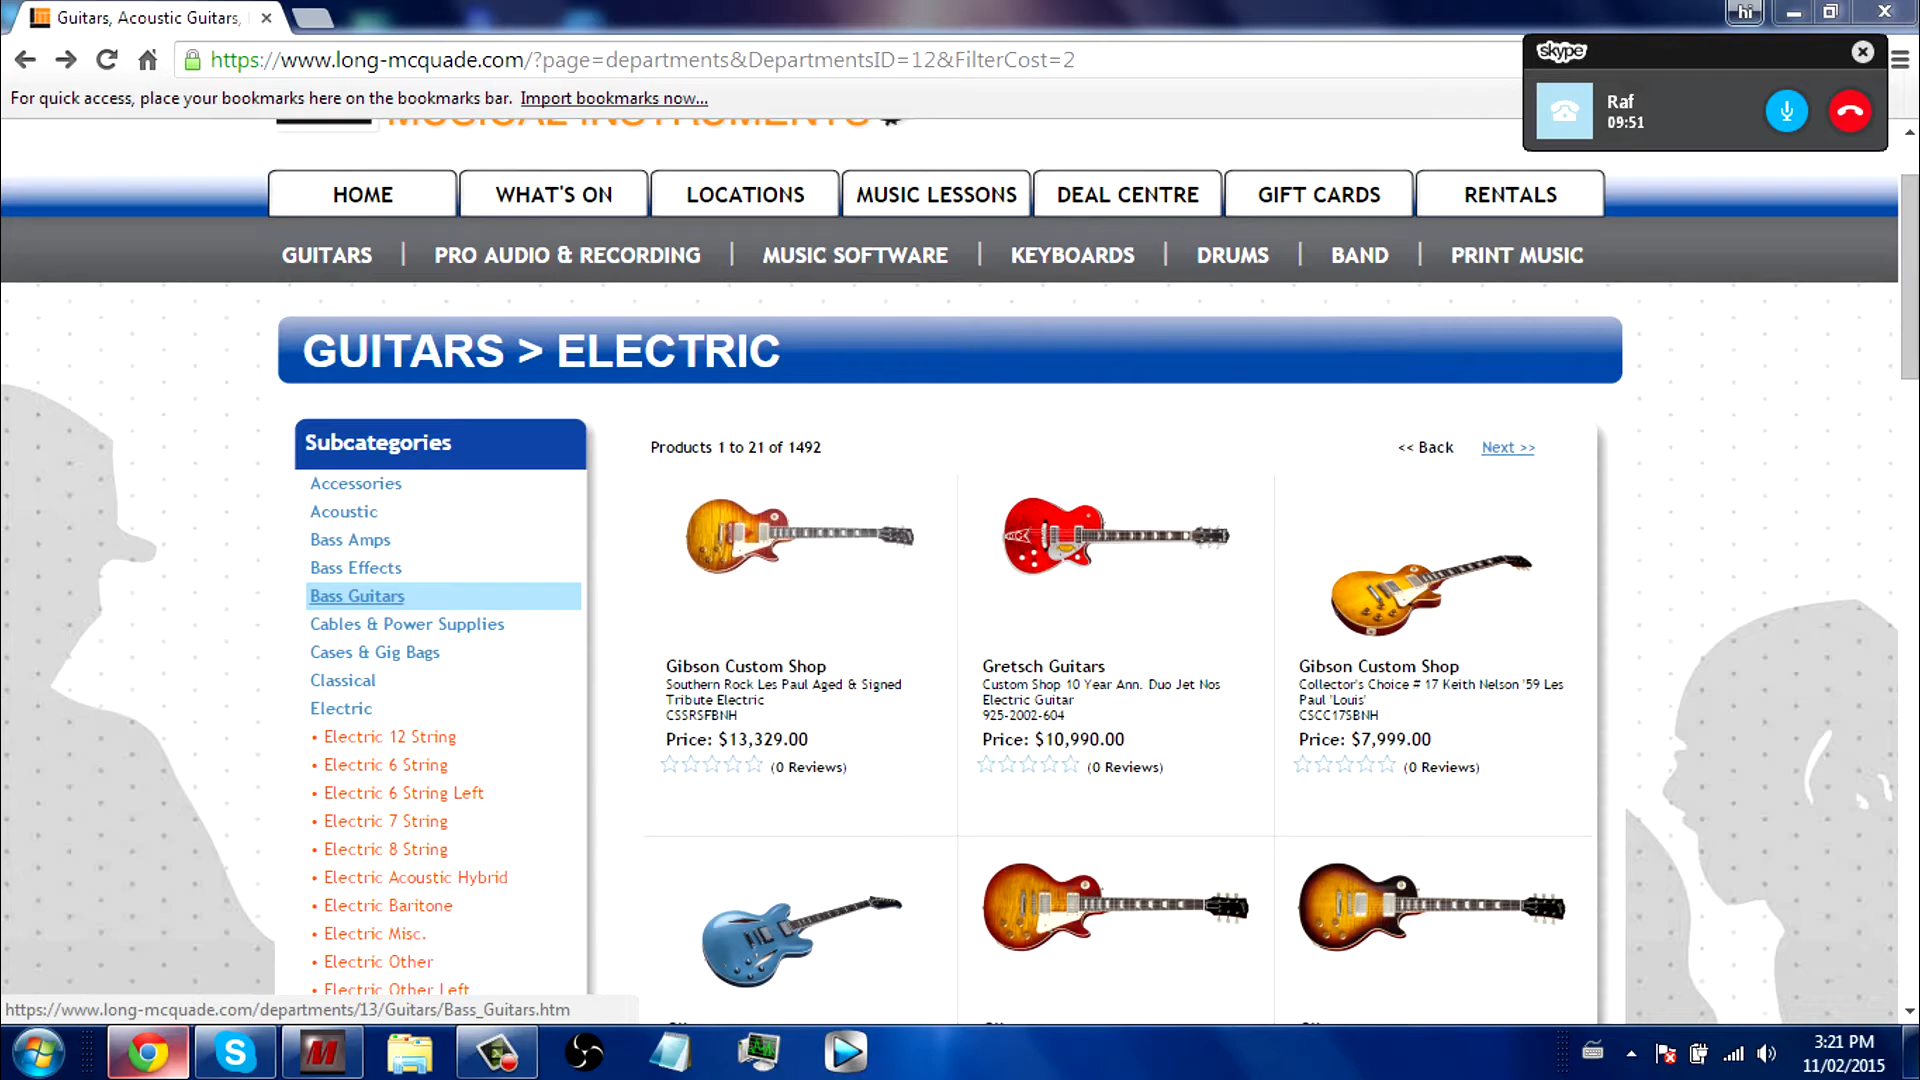 Guitars, Acoustic Guitars,
hi
https://www.long-mcquade.com/?page=departments&DepartmentsID=12&FilterCost=2
For quick access, place your bookmarks here on the bookmarks bar. Import bookmarks now...
skype
Raf
09:51
MUSICAL INSTRUMENTS
HOME
WHAT'S ON
LOCATIONS
MUSIC LESSONS
DEAL CENTRE
GIFT CARDS
RENTALS
GUITARS | PRO AUDIO & RECORDING | MUSIC SOFTWARE | KEYBOARDS | DRUMS | BAND | PRINT MUSIC
GUITARS > ELECTRIC
Subcategories
Accessories
Acoustic
Bass Amps
Bass Effects
Bass Guitars
Cables & Power Supplies
Cases & Gig Bags
Classical
Electric
• Electric 12 String
• Electric 6 String
• Electric 6 String Left
• Electric 7 String
• Electric 8 String
• Electric Acoustic Hybrid
• Electric Baritone
• Electric Misc.
• Electric Other
• Electric Other Left
Products 1 to 21 of 1492
<< Back
Next >>
Gibson Custom Shop
Southern Rock Les Paul Aged & Signed
Tribute Electric
CSSRSFBNH
Price: $13,329.00
(0 Reviews)
Gretsch Guitars
Custom Shop 10 Year Ann. Duo Jet Nos
Electric Guitar
925-2002-604
Price: $10,990.00
(0 Reviews)
Gibson Custom Shop
Collector's Choice # 17 Keith Nelson '59 Les
Paul 'Louis'
CSCC17SBNH
Price: $7,999.00
(0 Reviews)
https://www.long-mcquade.com/departments/13/Guitars/Bass_Guitars.htm
3:21 PM
11/02/2015